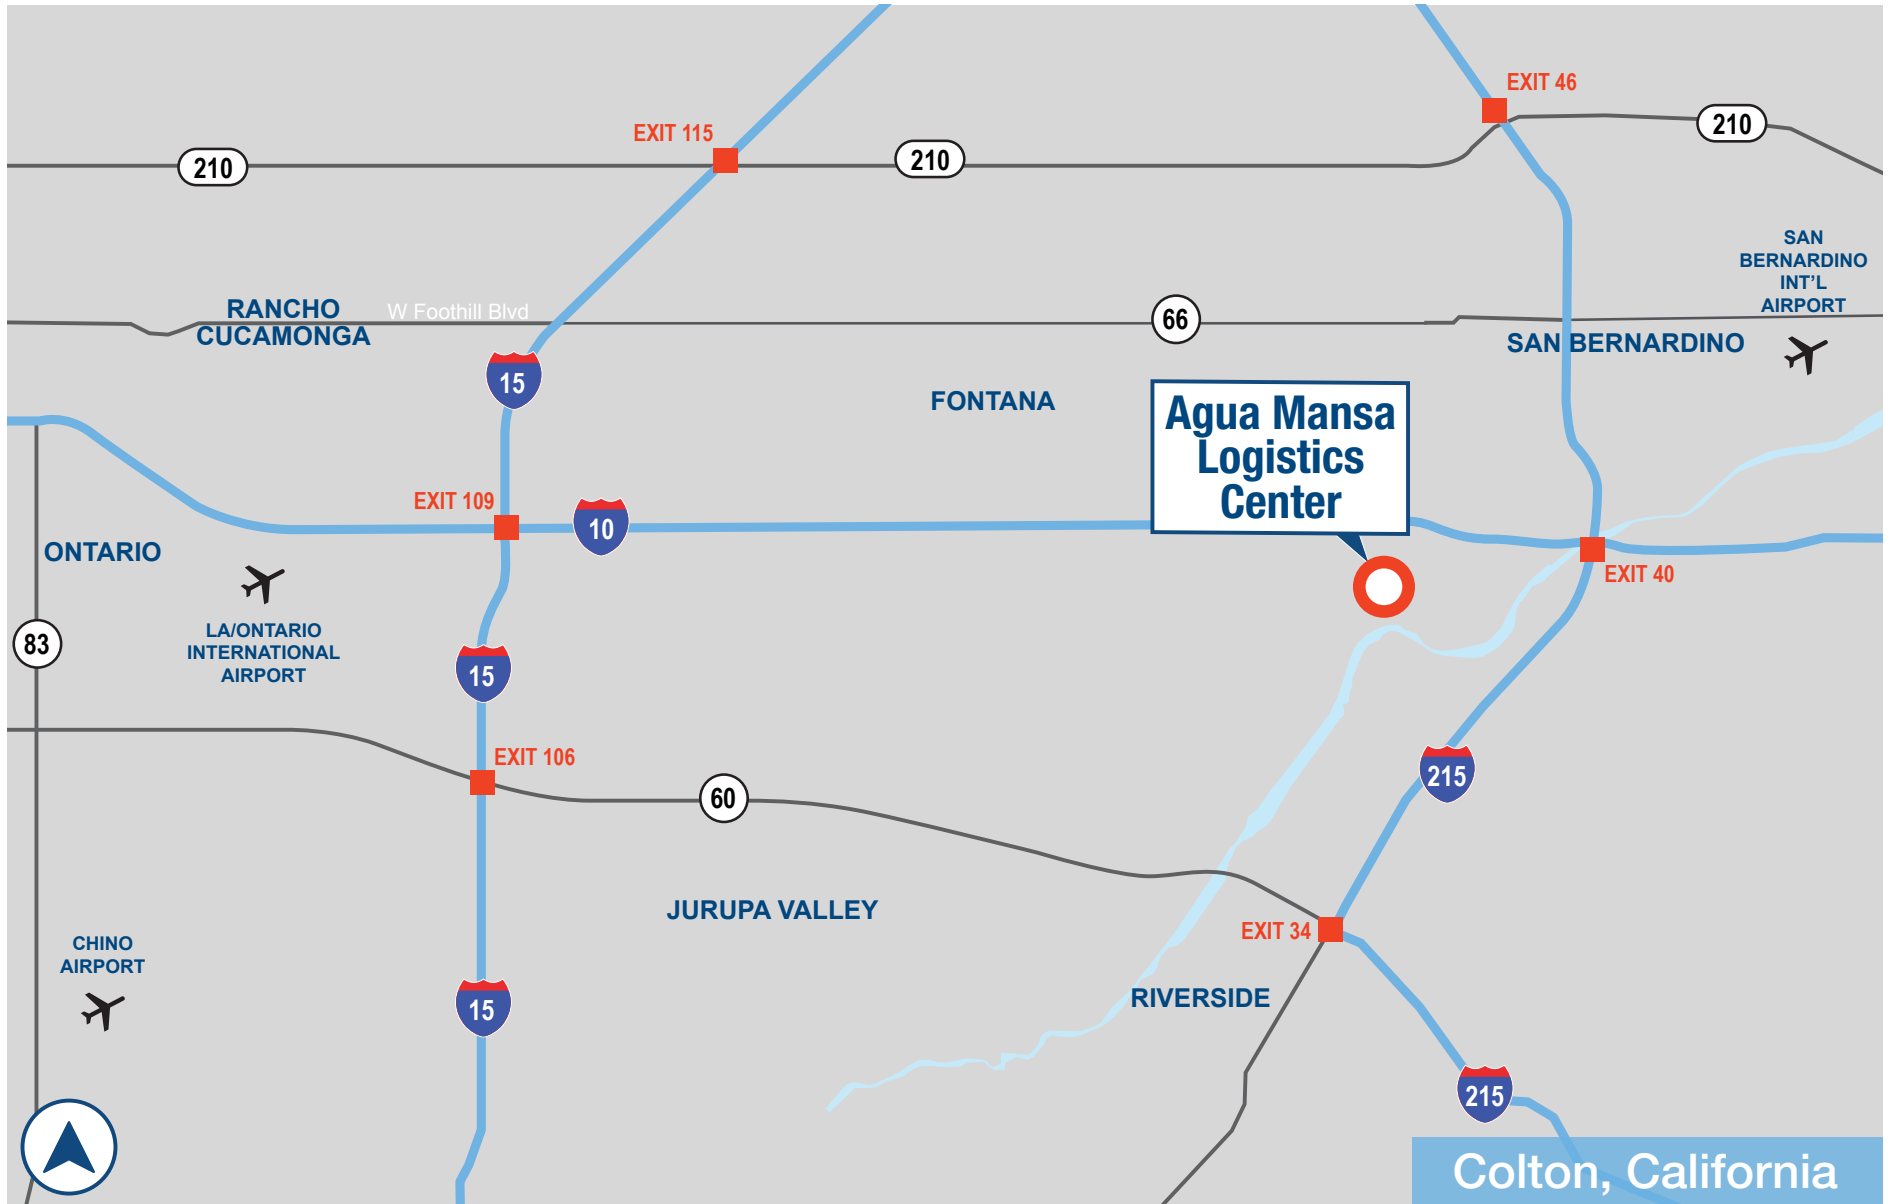 EXIT 46
EXIT 115
210
210
210
SAN
BERNARDINO
INT'L
AIRPORT
RANCHO
CUCAMONGA
W Foothill Blvd
66
SAN BERNARDINO
15
FONTANA
Agua Mansa
Logistics
Center
EXIT 109
10
ONTARIO
EXIT 40
LA/ONTARIO
INTERNATIONAL
AIRPORT
83
15
EXIT 106
215
60
JURUPA VALLEY
EXIT 34
CHINO
AIRPORT
15
RIVERSIDE
215
Colton, California